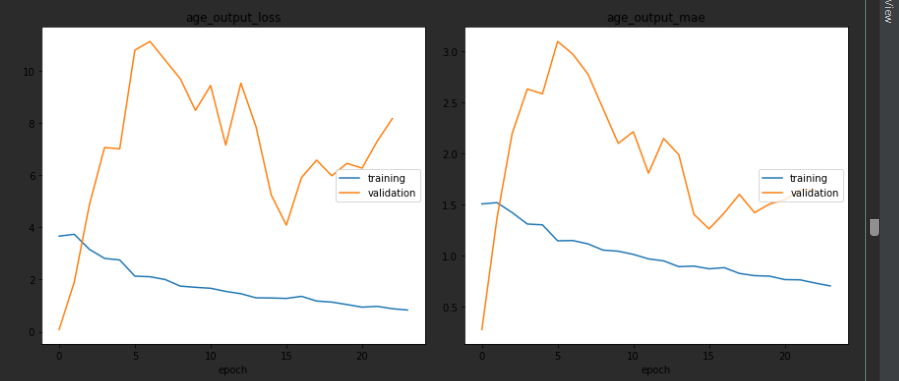 View
age_output_loss
10
8
6
4
2
0
training
validation
0 5 10 15 20
epoch
age_output_mae
3.0
2.5
2.0
1.5
1.0
0.5
training
validation
0 5 10 15 20
epoch